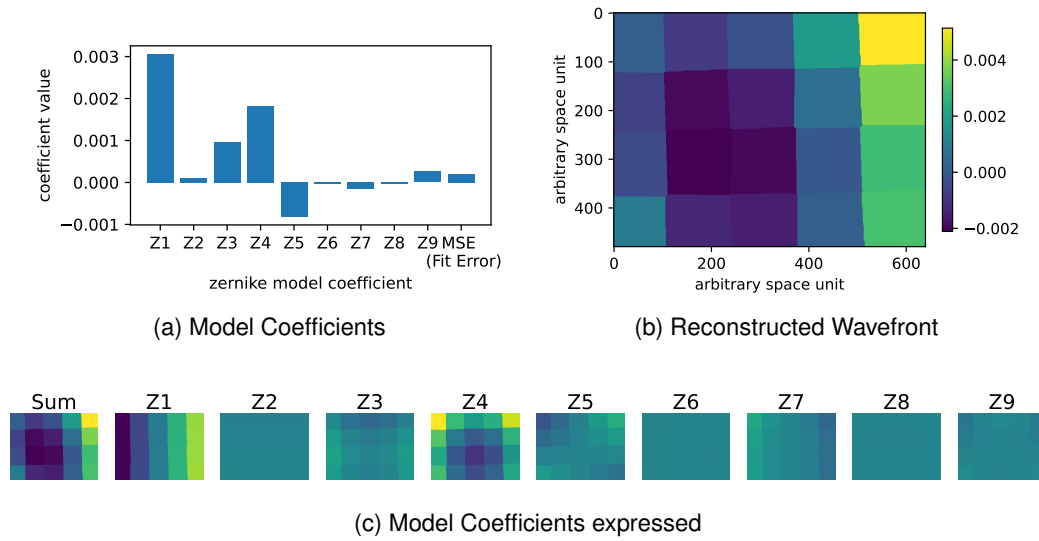 0.003
0.002
0.001
0.000
−0.001
coefficient value
Z1 Z2 Z3 Z4 Z5 Z6 Z7 Z8 Z9 MSE
(Fit Error)
zernike model coefficient
(a) Model Coefficients
0
100
200
300
400
arbitrary space unit
0 200 400 600
arbitrary space unit
0.004
0.002
0.000
−0.002
(b) Reconstructed Wavefront
Sum Z1 Z2 Z3 Z4 Z5 Z6 Z7 Z8 Z9
(c) Model Coefficients expressed